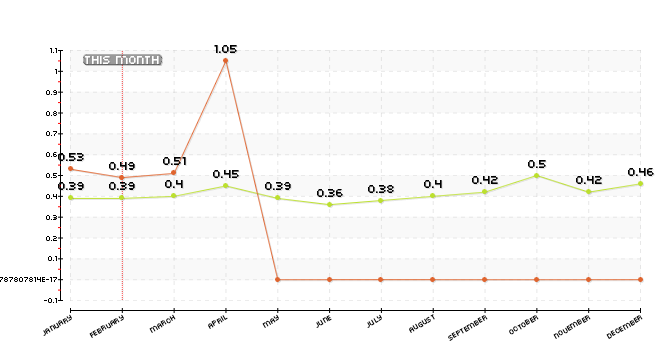 THIS MONTH
1.1
1
0.9
0.8
0.7
0.6
0.5
0.4
0.3
0.2
0.1
787807814E-17
-0.1
0.53 0.49 0.51 1.05
0.39 0.39 0.4 0.45 0.39 0.36 0.38 0.4 0.42 0.5 0.42 0.46
JANUARY FEBRUARY MARCH APRIL MAY JUNE JULY AUGUST SEPTEMBER OCTOBER NOVEMBER DECEMBER